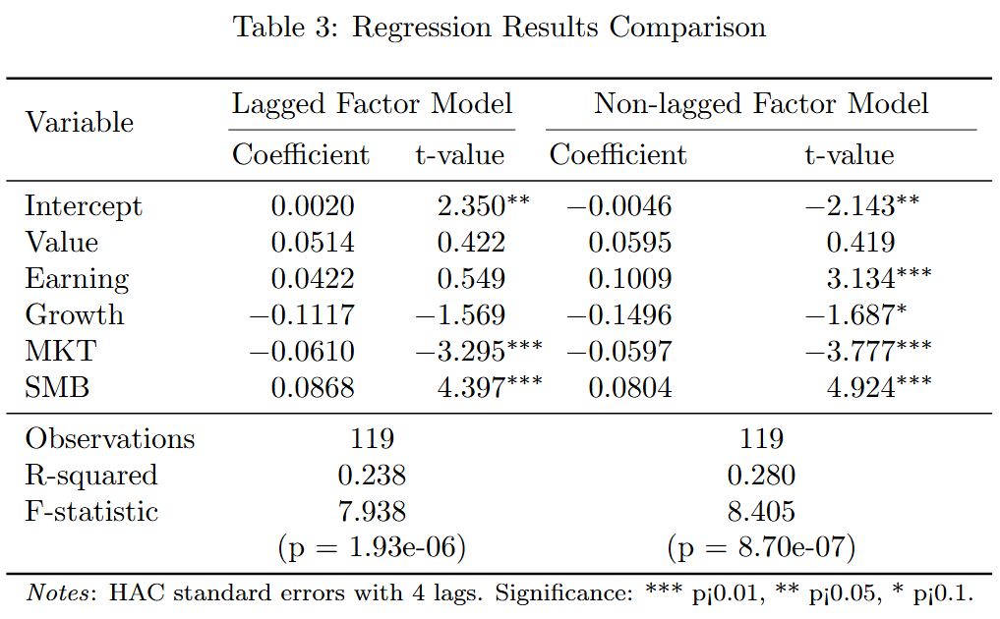 Table 3: Regression Results Comparison
Variable Lagged Factor Model Non-lagged Factor Model
Coefficient t-value Coefficient t-value
Intercept 0.0020 2.350** −0.0046 −2.143**
Value 0.0514 0.422 0.0595 0.419
Earning 0.0422 0.549 0.1009 3.134***
Growth −0.1117 −1.569 −0.1496 −1.687*
MKT −0.0610 −3.295*** −0.0597 −3.777***
SMB 0.0868 4.397*** 0.0804 4.924***
Observations 119 119
R-squared 0.238 0.280
F-statistic 7.938 8.405
(p = 1.93e-06) (p = 8.70e-07)
Notes: HAC standard errors with 4 lags. Significance: *** p¡0.01, ** p¡0.05, * p¡0.1.